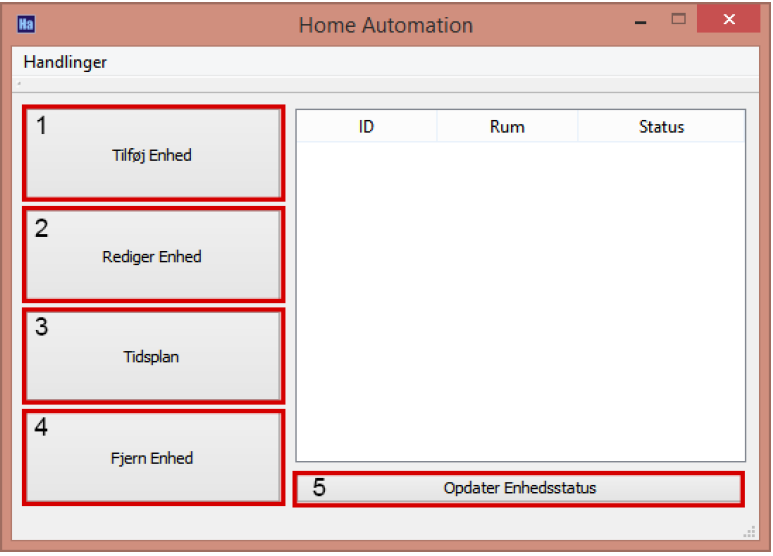 Ha
Home Automation
Handlinger
1
Tilføj Enhed
2
Rediger Enhed
3
Tidsplan
4
Fjern Enhed
ID Rum Status
5 Opdater Enhedsstatus